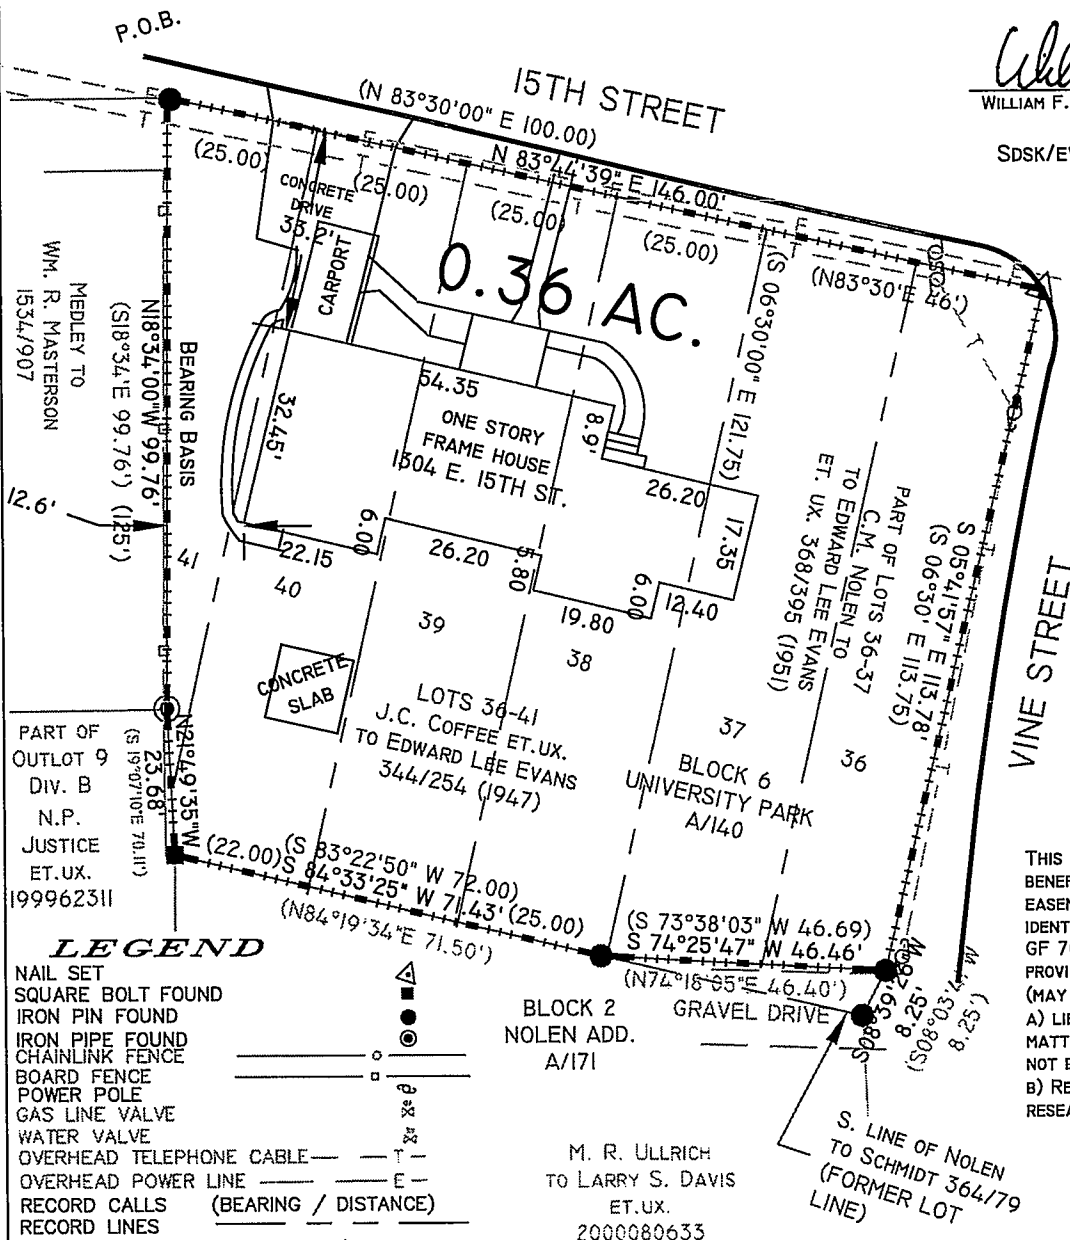 P.O.B.
15TH STREET
(N 83°30'00" E 100.00)
N 83°44'39" E 146.00'
WILLIAM F.
SDSK/E
(25.00)
(25.00)
(25.00)
(25.00)
(N83°30'E 46')
CONCRETE
DRIVE
33.2'
CARPORT
0.36 AC.
(S 06°30'00" E 121.75)
WM. R. MASTERSON
MEDLEY TO
1534/907
BEARING BASIS
N18°34'00"W 99.76'
(S18°34'E 99.76') (125')
12.6'
54.35
32.45'
ONE STORY
FRAME HOUSE
1304 E. 15TH ST.
8.9'
26.20
17.35
22.15
6.00
26.20
5.80
19.80
6.00
12.40
41
40
39
38
37
36
PART OF LOTS 36-37
C.M. NOLEN TO
TO EDWARD LEE EVANS
ET. UX. 368/395 (1951)
S 05°41'57" E 113.78'
(S 06°30' E 113.75)
VINE STREET
CONCRETE
SLAB
LOTS 36-41
J.C. COFFEE ET.UX.
TO EDWARD LEE EVANS
344/254 (1947)
BLOCK 6
UNIVERSITY PARK
A/140
PART OF
OUTLOT 9
DIV. B
N.P.
JUSTICE
ET.UX.
1999962311
N21°49'35"W
23.68'
(S 19°07'10"E 70.11')
(22.00)
(S 83°22'50" W 72.00)
S 84°33'25" W 71.43'
(25.00)
(N84°19'34"E 71.50')
(S 73°38'03" W 46.69)
S 74°25'47" W 46.46'
(N74°18'05"E 46.40')
GRAVEL DRIVE
8.25'
8.25')
BLOCK 2
NOLEN ADD.
A/171
S. LINE OF NOLEN
TO SCHMIDT 364/79
(FORMER LOT
LINE)
M. R. ULLRICH
TO LARRY S. DAVIS
ET.UX.
2000080633
LEGEND
NAIL SET
SQUARE BOLT FOUND
IRON PIN FOUND
IRON PIPE FOUND
CHAINLINK FENCE
BOARD FENCE
POWER POLE
GAS LINE VALVE
WATER VALVE
OVERHEAD TELEPHONE CABLE — T —
OVERHEAD POWER LINE — E —
RECORD CALLS (BEARING / DISTANCE)
RECORD LINES
THIS
BENEF
EASEN
IDENT
GF 7
PROVI
(MAY
A) LI
MATT
NOT
B) RE
RESEA